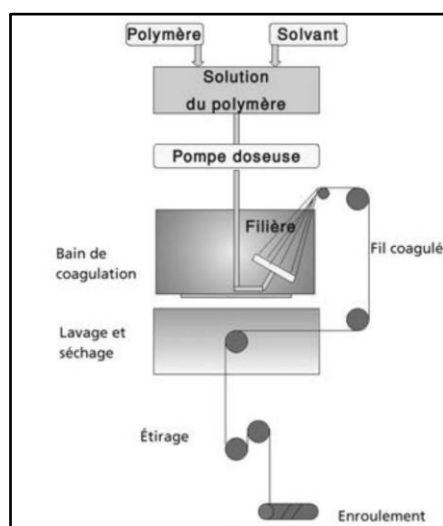 Polymère
Solvant
Solution
du polymère
Pompe doseuse
Filière
Bain de
coagulation
Fil coagulé
Lavage et
séchage
Étirage
Enroulement